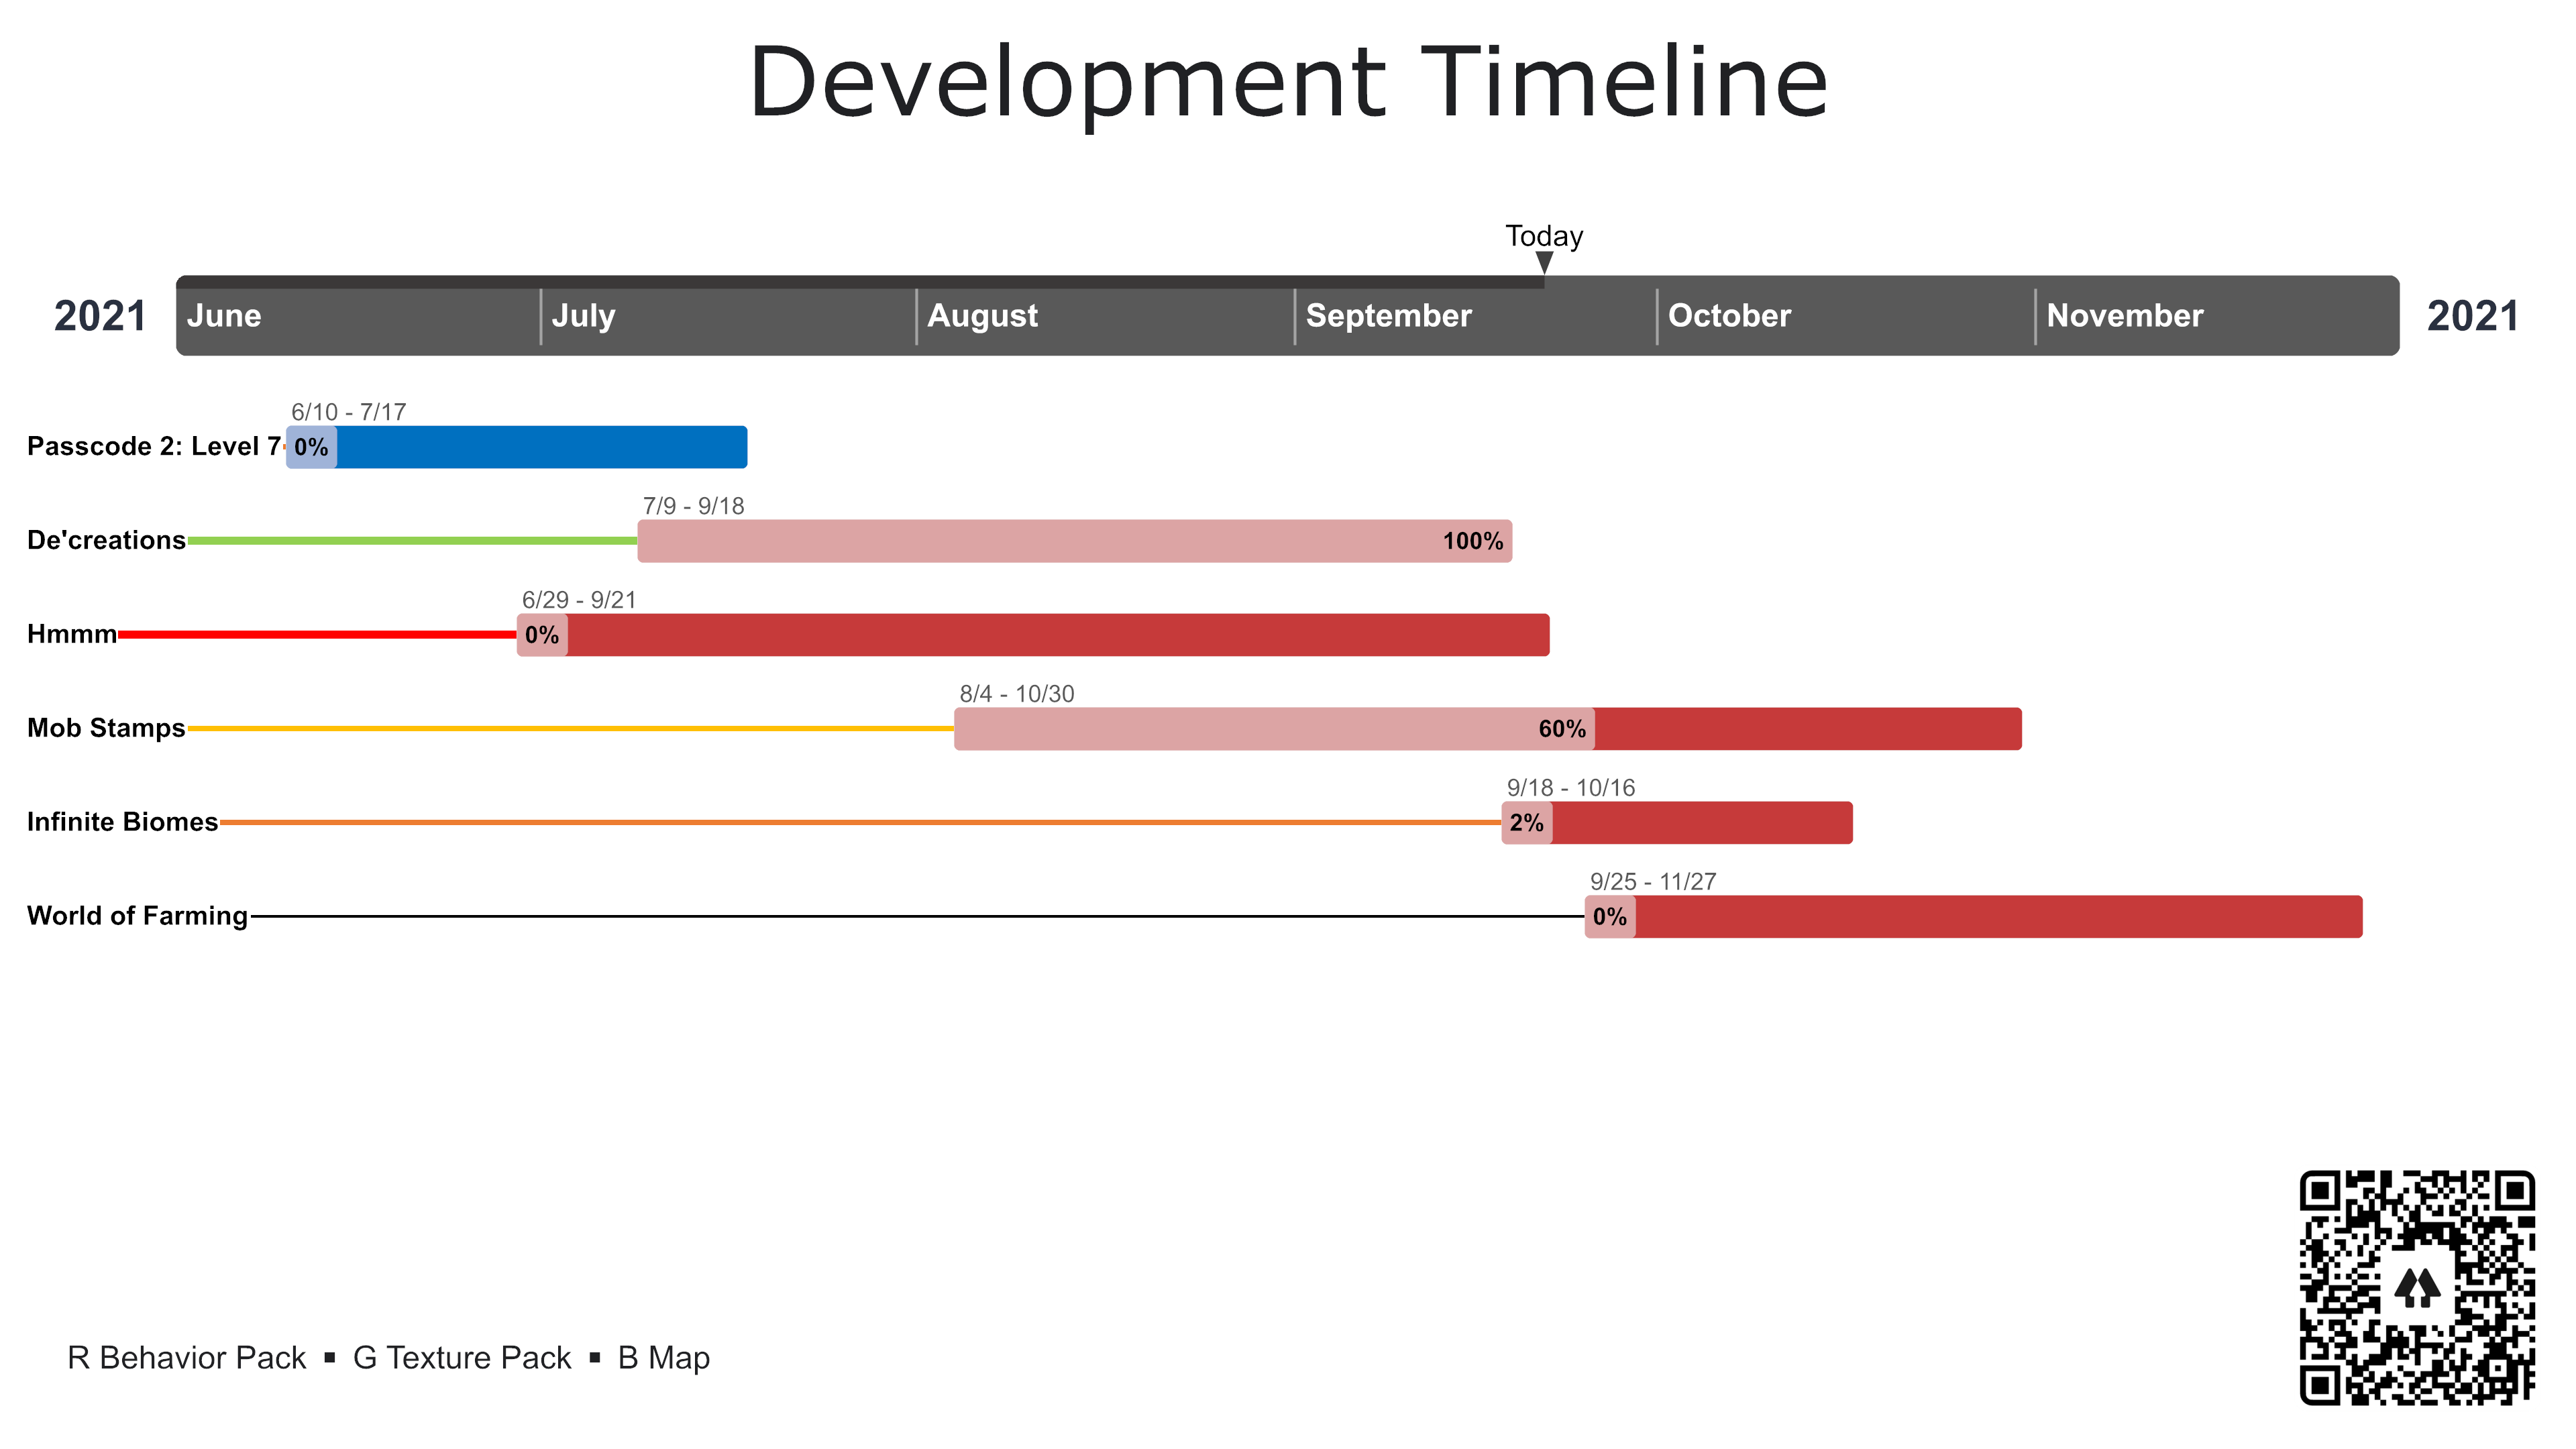 Development Timeline
Today
2021 June July August September October November 2021
6/10 - 7/17
Passcode 2: Level 7 0%
7/9 - 9/18
De'creations 100%
6/29 - 9/21
Hmmm 0%
8/4 - 10/30
Mob Stamps 60%
9/18 - 10/16
Infinite Biomes 2%
9/25 - 11/27
World of Farming 0%
R Behavior Pack ▪ G Texture Pack ▪ B Map